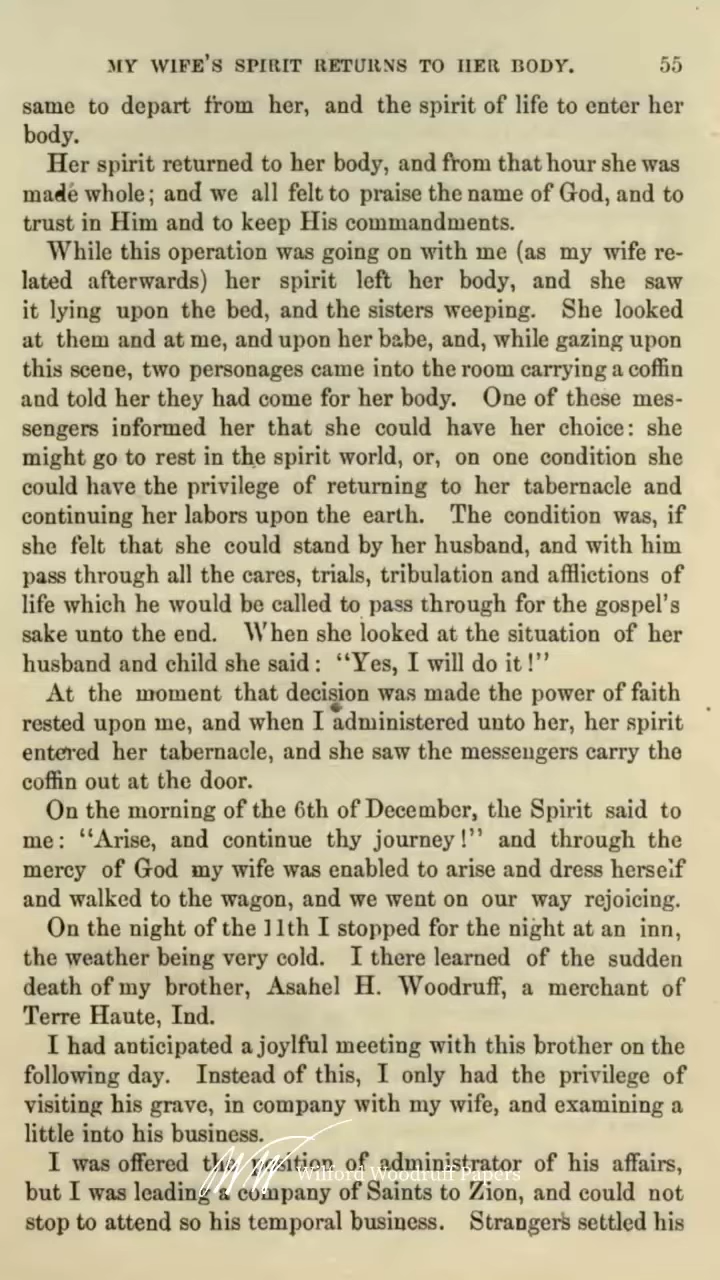 MY WIFE'S SPIRIT RETURNS TO HER BODY. 55
same to depart from her, and the spirit of life to enter her
body.
Her spirit returned to her body, and from that hour she was
made whole; and we all felt to praise the name of God, and to
trust in Him and to keep His commandments.
While this operation was going on with me (as my wife re-
lated afterwards) her spirit left her body, and she saw
it lying upon the bed, and the sisters weeping. She looked
at them and at me, and upon her babe, and, while gazing upon
this scene, two personages came into the room carrying a coffin
and told her they had come for her body. One of these mes-
sengers informed her that she could have her choice: she
might go to rest in the spirit world, or, on one condition she
could have the privilege of returning to her tabernacle and
continuing her labors upon the earth. The condition was, if
she felt that she could stand by her husband, and with him
pass through all the cares, trials, tribulation and afflictions of
life which he would be called to pass through for the gospel's
sake unto the end. When she looked at the situation of her
husband and child she said: "Yes, I will do it!"
At the moment that decision was made the power of faith
rested upon me, and when I administered unto her, her spirit
entered her tabernacle, and she saw the messengers carry the
coffin out at the door.
On the morning of the 6th of December, the Spirit said to
me: "Arise, and continue thy journey!" and through the
mercy of God my wife was enabled to arise and dress herself
and walked to the wagon, and we went on our way rejoicing.
On the night of the 11th I stopped for the night at an inn,
the weather being very cold. I there learned of the sudden
death of my brother, Asahel H. Woodruff, a merchant of
Terre Haute, Ind.
I had anticipated a joylful meeting with this brother on the
following day. Instead of this, I only had the privilege of
visiting his grave, in company with my wife, and examining a
little into his business.
I was offered the position of administrator of his affairs,
Wilford Woodruff Papers
but I was leading a company of Saints to Zion, and could not
stop to attend so his temporal business. Strangers settled his